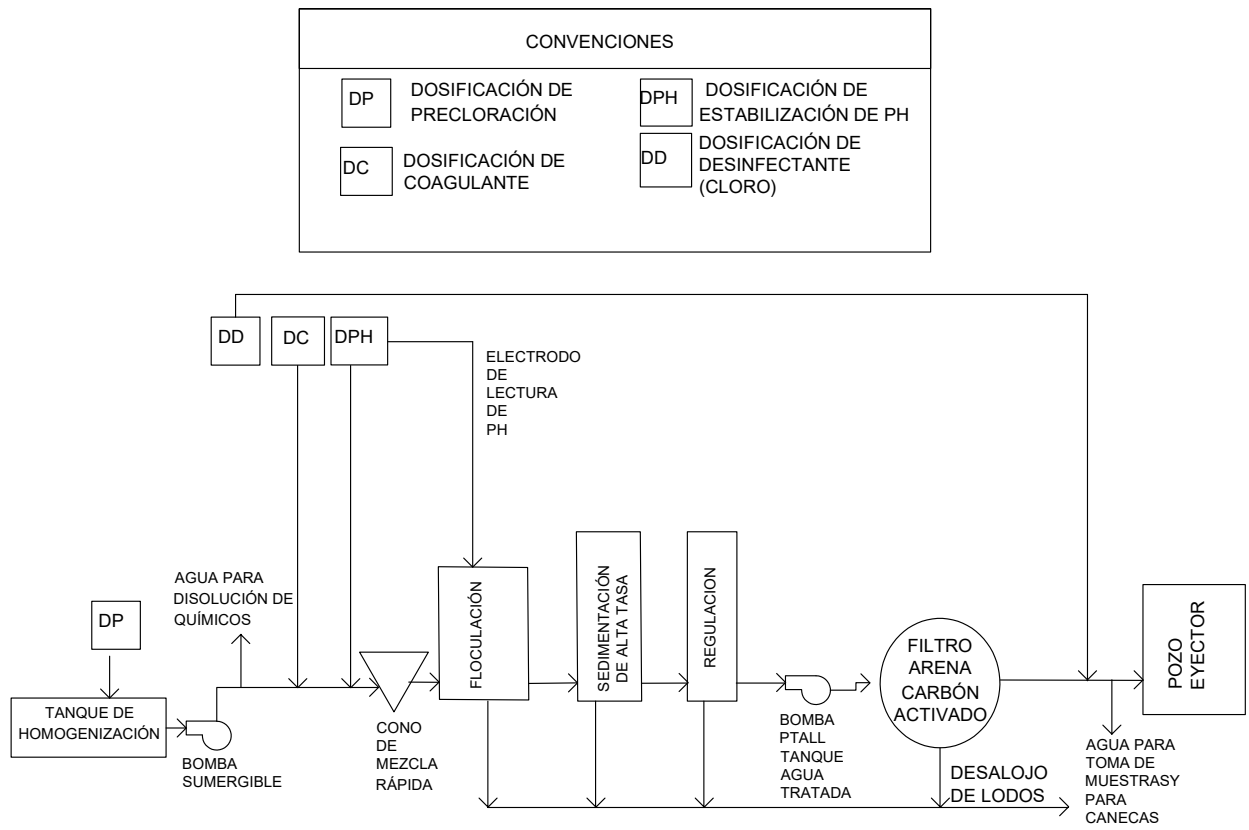 CONVENCIONES
DP
DOSIFICACIÓN DE
PRECLORACIÓN
DPH
DOSIFICACIÓN DE
ESTABILIZACIÓN DE PH
DC
DOSIFICACIÓN DE
COAGULANTE
DD
DOSIFICACIÓN DE
DESINFECTANTE
(CLORO)
DD
DC
DPH
ELECTRODO
DE
LECTURA
DE
PH
AGUA PARA
DISOLUCIÓN DE
QUÍMICOS
DP
TANQUE DE
HOMOGENIZACIÓN
BOMBA
SUMERGIBLE
CONO
DE
MEZCLA
RÁPIDA
FLOCULACIÓN
SEDIMENTACIÓN
DE ALTA TASA
REGULACION
BOMBA
PTALL
TANQUE
AGUA
TRATADA
FILTRO
ARENA
CARBÓN
ACTIVADO
DESALOJO
DE LODOS
AGUA PARA
TOMA DE
MUESTRASY
PARA
CANECAS
POZO
EYECTOR